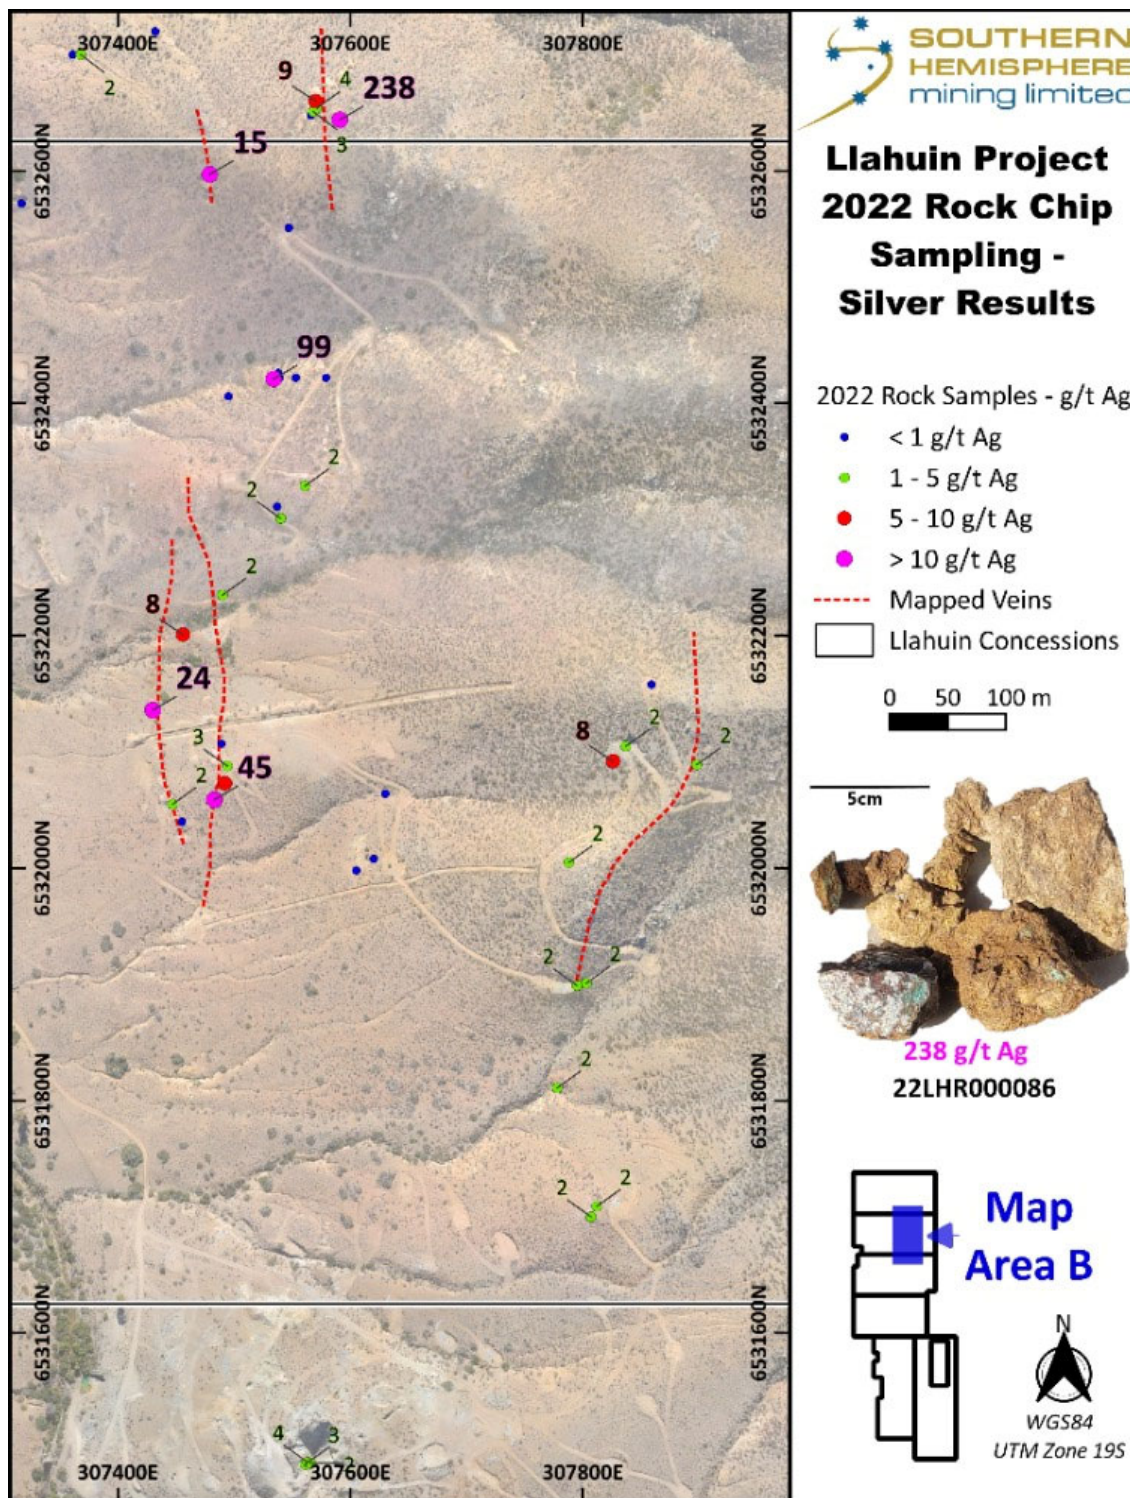 307400E
307600E
307800E
2
9
4
238
3
15
6532600N
6532600N
99
6532400N
6532400N
2
2
2
8
6532200N
6532200N
24
3
45
2
8
2
2
2
6532000N
6532000N
2
2
2
6531800N
6531800N
2
2
6531600N
6531600N
4
3
2
307400E
307600E
307800E
SOUTHERN
HEMISPHERE
mining limited
Llahuin Project
2022 Rock Chip
Sampling -
Silver Results
2022 Rock Samples - g/t Ag
< 1 g/t Ag
1 - 5 g/t Ag
5 - 10 g/t Ag
> 10 g/t Ag
Mapped Veins
Llahuin Concessions
0 50 100 m
5cm
238 g/t Ag
22LHR000086
Map
Area B
N
WGS84
UTM Zone 19S